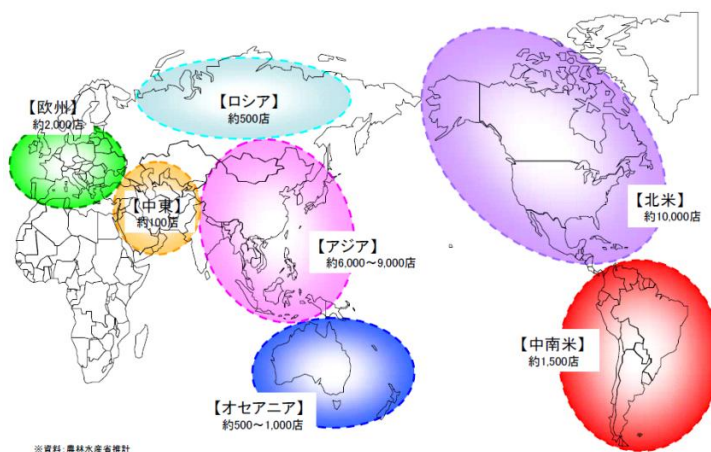 【欧州】
約2,000店
【ロシア】
約500店
【中東】
約100店
【アジア】
約6,000～9,000店
【北米】
約10,000店
【オセアニア】
約500～1,000店
【中南米】
約1,500店
※資料:農林水産省推計